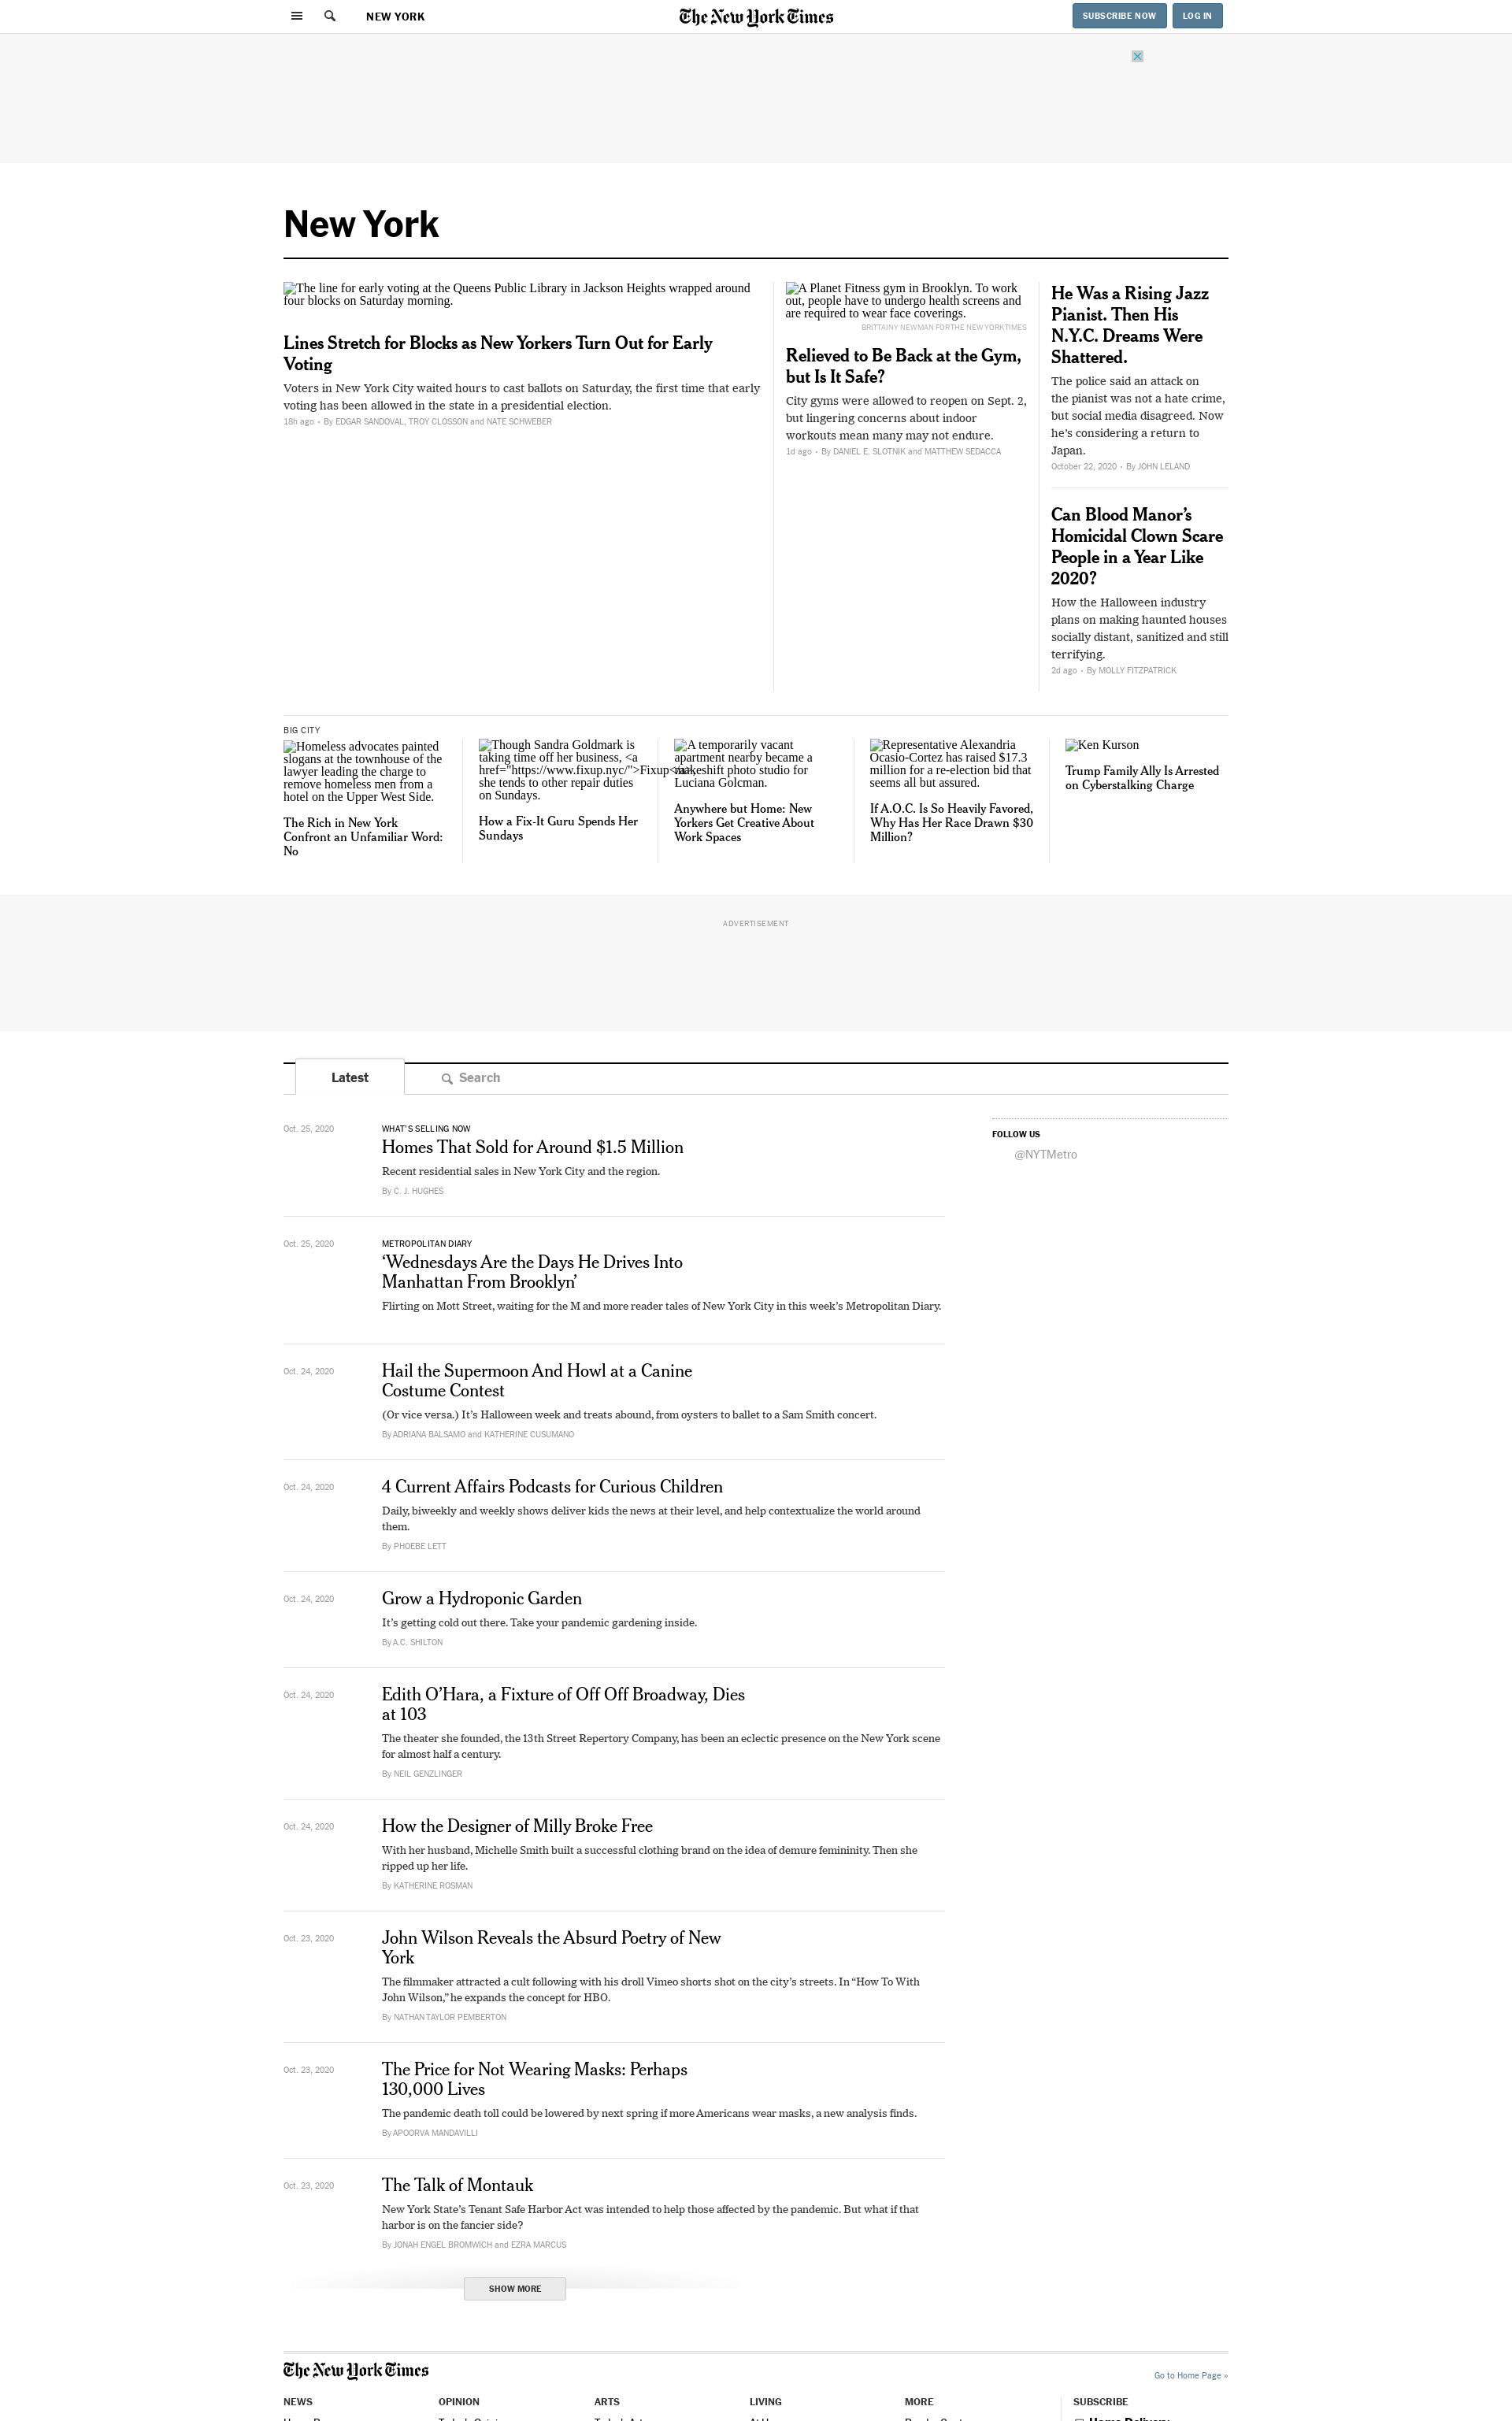 NEW YORK
The New York Times
SUBSCRIBE NOW
LOG IN
New York
The line for early voting at the Queens Public Library in Jackson Heights wrapped around
four blocks on Saturday morning.
Lines Stretch for Blocks as New Yorkers Turn Out for Early
Voting
Voters in New York City waited hours to cast ballots on Saturday, the first time that early
voting has been allowed in the state in a presidential election.
18h ago • By EDGAR SANDOVAL, TROY CLOSSON and NATE SCHWEBER
A Planet Fitness gym in Brooklyn. To work
out, people have to undergo health screens and
are required to wear face coverings.
BRITTAINY NEWMAN FOR THE NEW YORK TIMES
Relieved to Be Back at the Gym,
but Is It Safe?
City gyms were allowed to reopen on Sept. 2,
but lingering concerns about indoor
workouts mean many may not endure.
1d ago • By DANIEL E. SLOTNIK and MATTHEW SEDACCA
He Was a Rising Jazz
Pianist. Then His
N.Y.C. Dreams Were
Shattered.
The police said an attack on
the pianist was not a hate crime,
but social media disagreed. Now
he’s considering a return to
Japan.
October 22, 2020 • By JOHN LELAND
Can Blood Manor’s
Homicidal Clown Scare
People in a Year Like
2020?
How the Halloween industry
plans on making haunted houses
socially distant, sanitized and still
terrifying.
2d ago • By MOLLY FITZPATRICK
BIG CITY
Homeless advocates painted
slogans at the townhouse of the
lawyer leading the charge to
remove homeless men from a
hotel on the Upper West Side.
The Rich in New York
Confront an Unfamiliar Word:
No
Though Sandra Goldmark is
taking time off her business, <a
href="https://www.fixup.nyc/">Fixup</a>,
she tends to other repair duties
on Sundays.
How a Fix-It Guru Spends Her
Sundays
A temporarily vacant
apartment nearby became a
makeshift photo studio for
Luciana Golcman.
Anywhere but Home: New
Yorkers Get Creative About
Work Spaces
Representative Alexandria
Ocasio-Cortez has raised $17.3
million for a re-election bid that
seems all but assured.
If A.O.C. Is So Heavily Favored,
Why Has Her Race Drawn $30
Million?
Ken Kurson
Trump Family Ally Is Arrested
on Cyberstalking Charge
ADVERTISEMENT
Latest
Search
Oct. 25, 2020
WHAT’S SELLING NOW
Homes That Sold for Around $1.5 Million
Recent residential sales in New York City and the region.
By C. J. HUGHES
FOLLOW US
@NYTMetro
Oct. 25, 2020
METROPOLITAN DIARY
‘Wednesdays Are the Days He Drives Into
Manhattan From Brooklyn’
Flirting on Mott Street, waiting for the M and more reader tales of New York City in this week’s Metropolitan Diary.
Oct. 24, 2020
Hail the Supermoon And Howl at a Canine
Costume Contest
(Or vice versa.) It’s Halloween week and treats abound, from oysters to ballet to a Sam Smith concert.
By ADRIANA BALSAMO and KATHERINE CUSUMANO
Oct. 24, 2020
4 Current Affairs Podcasts for Curious Children
Daily, biweekly and weekly shows deliver kids the news at their level, and help contextualize the world around
them.
By PHOEBE LETT
Oct. 24, 2020
Grow a Hydroponic Garden
It’s getting cold out there. Take your pandemic gardening inside.
By A.C. SHILTON
Oct. 24, 2020
Edith O’Hara, a Fixture of Off Off Broadway, Dies
at 103
The theater she founded, the 13th Street Repertory Company, has been an eclectic presence on the New York scene
for almost half a century.
By NEIL GENZLINGER
Oct. 24, 2020
How the Designer of Milly Broke Free
With her husband, Michelle Smith built a successful clothing brand on the idea of demure femininity. Then she
ripped up her life.
By KATHERINE ROSMAN
Oct. 23, 2020
John Wilson Reveals the Absurd Poetry of New
York
The filmmaker attracted a cult following with his droll Vimeo shorts shot on the city’s streets. In “How To With
John Wilson,” he expands the concept for HBO.
By NATHAN TAYLOR PEMBERTON
Oct. 23, 2020
The Price for Not Wearing Masks: Perhaps
130,000 Lives
The pandemic death toll could be lowered by next spring if more Americans wear masks, a new analysis finds.
By APOORVA MANDAVILLI
Oct. 23, 2020
The Talk of Montauk
New York State’s Tenant Safe Harbor Act was intended to help those affected by the pandemic. But what if that
harbor is on the fancier side?
By JONAH ENGEL BROMWICH and EZRA MARCUS
SHOW MORE
The New York Times
Go to Home Page »
NEWS
OPINION
ARTS
LIVING
MORE
SUBSCRIBE